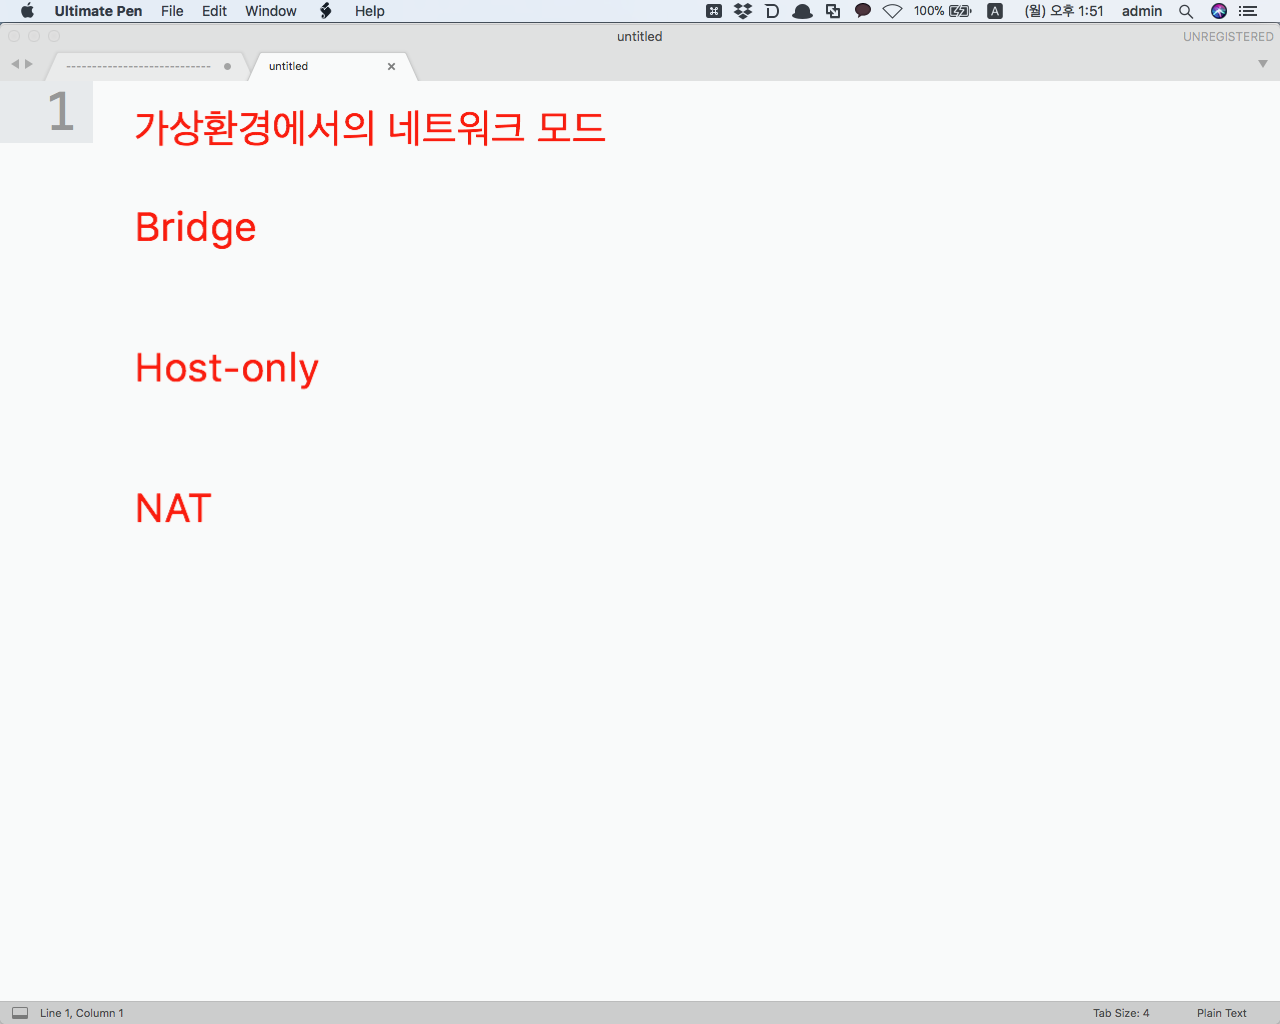 Ultimate Pen File Edit Window Help 100% A (월) 오후 1:51 admin
untitled UNREGISTERED
---------------------------- untitled
1
가상환경에서의 네트워크 모드
Bridge
Host-only
NAT
Line 1, Column 1 Tab Size: 4 Plain Text